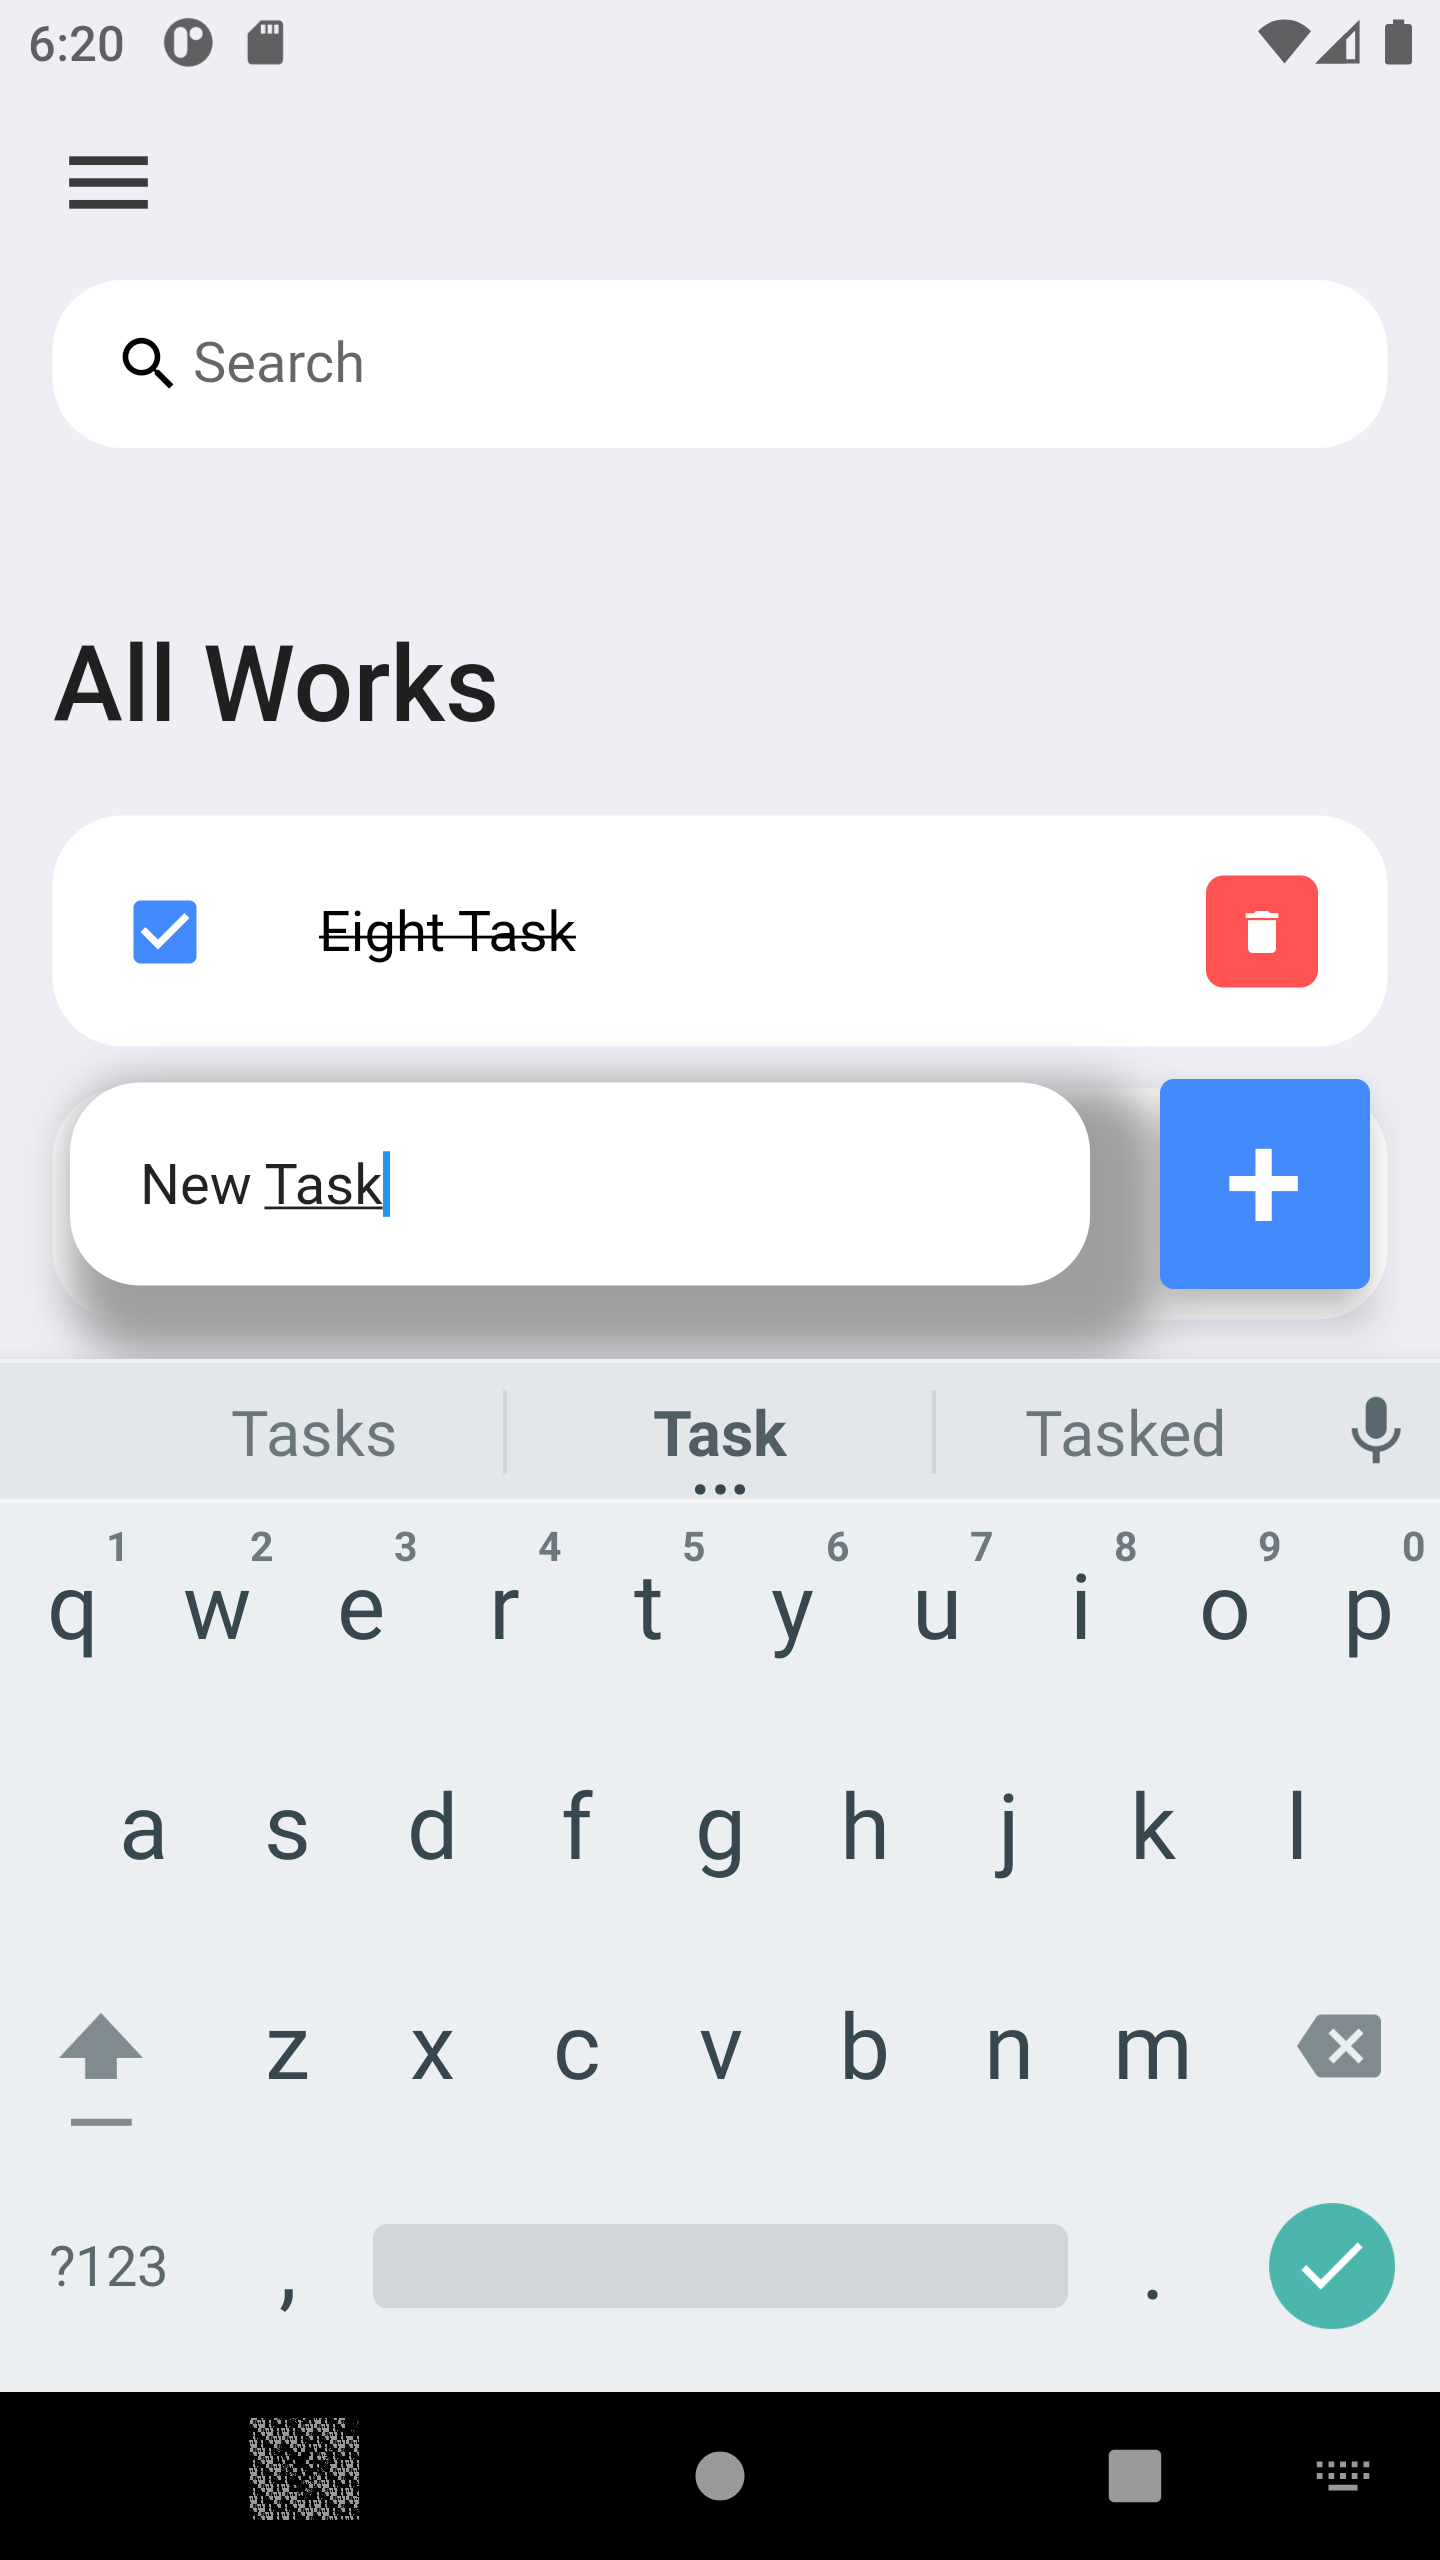 6:20
Search
All Works
Eight Task
New Task
Tasks Task Tasked
1 2 3 4 5 6 7 8 9 0
q w e r t y u i o p
a s d f g h j k l
z x c v b n m
?123 , .